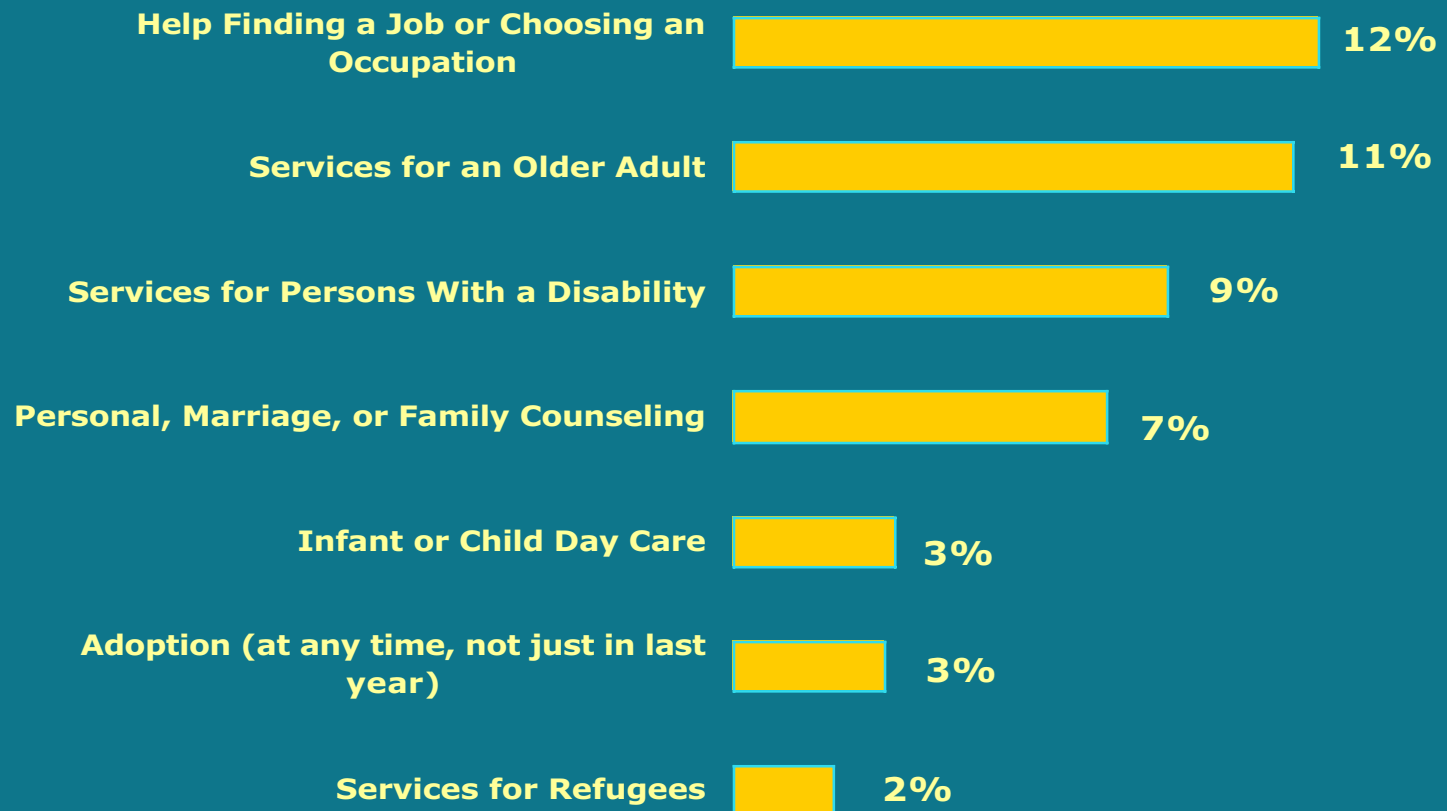 Help Finding a Job or Choosing an
Occupation
12%
Services for an Older Adult
11%
Services for Persons With a Disability
9%
Personal, Marriage, or Family Counseling
7%
Infant or Child Day Care
3%
Adoption (at any time, not just in last
year)
3%
Services for Refugees
2%